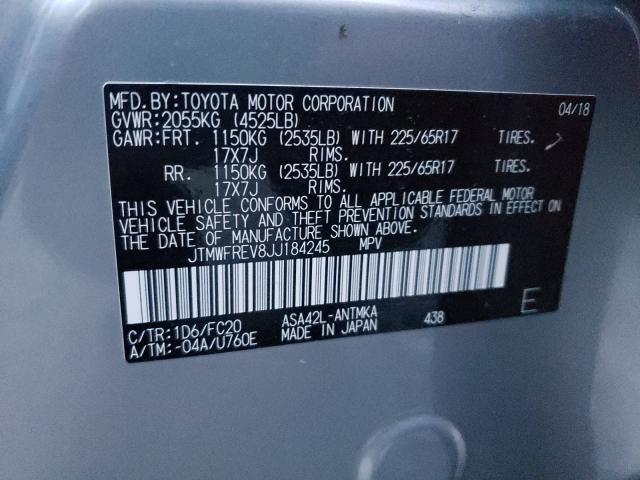 MFD.BY:TOYOTA MOTOR CORPORATION 04/18
GVWR:2055KG (4525LB)
GAWR:FRT. 1150KG (2535LB) WITH 225/65R17 TIRES.
17X7J RIMS.
RR. 1150KG (2535LB) WITH 225/65R17 TIRES.
17X7J RIMS.
THIS VEHICLE CONFORMS TO ALL APPLICABLE FEDERAL MOTOR
VEHICLE SAFETY AND THEFT PREVENTION STANDARDS IN EFFECT ON
THE DATE OF MANUFACTURE SHOWN ABOVE.
JTMWFREV8JJ184245 MPV
C/TR:1D6/FC20 ASA42L-ANTMKA 438 E
A/TM:-04A/U760E MADE IN JAPAN